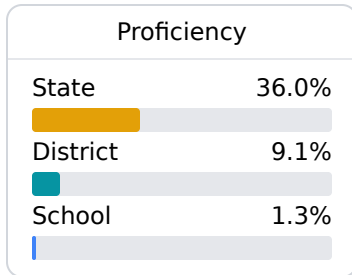 Proficiency
State 36.0%
District 9.1%
School 1.3%